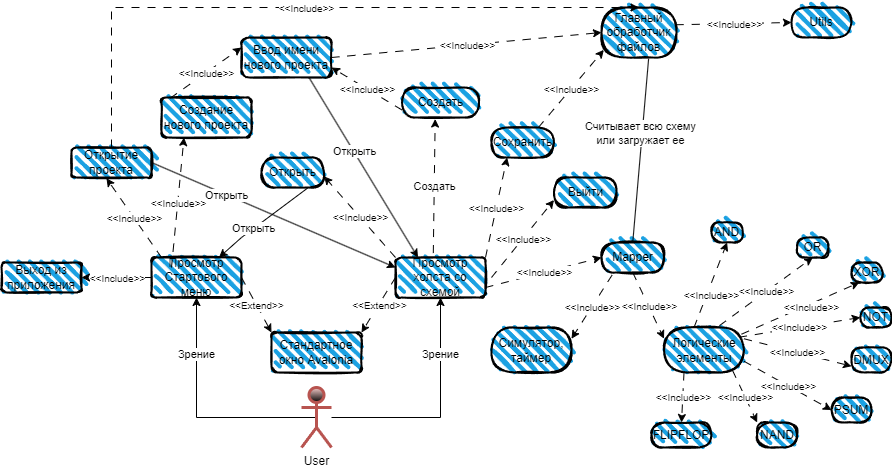 <<Include>>
Главный
обработчик
файлов
<<Include>>
Utils
Ввод имени
нового проекта
<<Include>>
<<Include>>
<<Include>>
Создать
<<Include>>
Создание
нового проекта
Считывает всю схему
или загружает ее
Сохранить
Открытие
проекта
Открыть
Открыть
Открыть
Создать
Выйти
<<Include>>
<<Include>>
<<Include>>
<<Include>>
Открыть
<<Include>>
AND
OR
Mapper
Выход из
приложения
<<Include>>
Просмотр
Стартового
меню
Просмотр
холста со
схемой
<<Include>>
XOR
<<Include>>
<<Include>>
<<Include>>
<<Extend>>
<<Extend>>
<<Include>>
<<Include>>
<<Include>>
NOT
<<Include>>
Стандартное
окно Avalonia
Симулятор,
таймер
Логические
элементы
<<Include>>
DMUX
Зрение
Зрение
<<Include>>
<<Include>>
<<Include>>
PSUM
FLIPFLOP
NAND
User